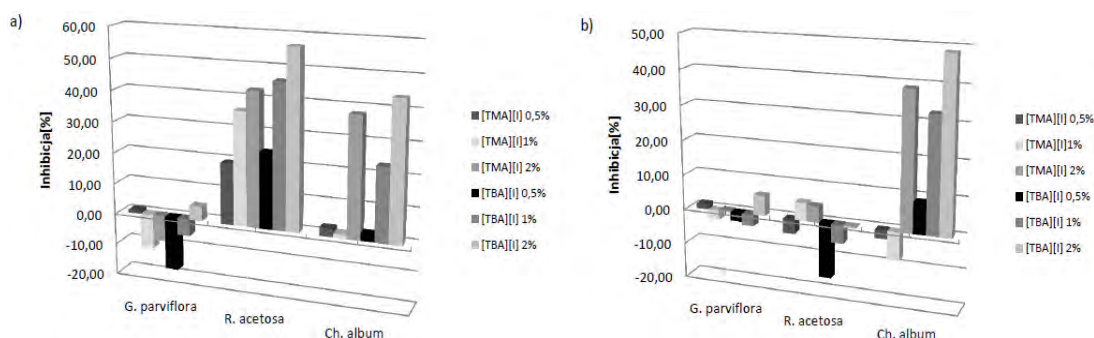 a)
Inhibicja[%]
60,00
50,00
40,00
30,00
20,00
10,00
0,00
-10,00
-20,00
G. parviflora
R. acetosa
Ch. album
[TMA][I] 0,5%
[TMA][I]1%
[TMA][I] 2%
[TBA][I] 0,5%
[TBA][I] 1%
[TBA][I] 2%
b)
Inhibicja[%]
50,00
40,00
30,00
20,00
10,00
0,00
-10,00
-20,00
G. parviflora
R. acetosa
Ch. album
[TMA][I] 0,5%
[TMA][I]1%
[TMA][I] 2%
[TBA][I] 0,5%
[TBA][I] 1%
[TBA][I] 2%